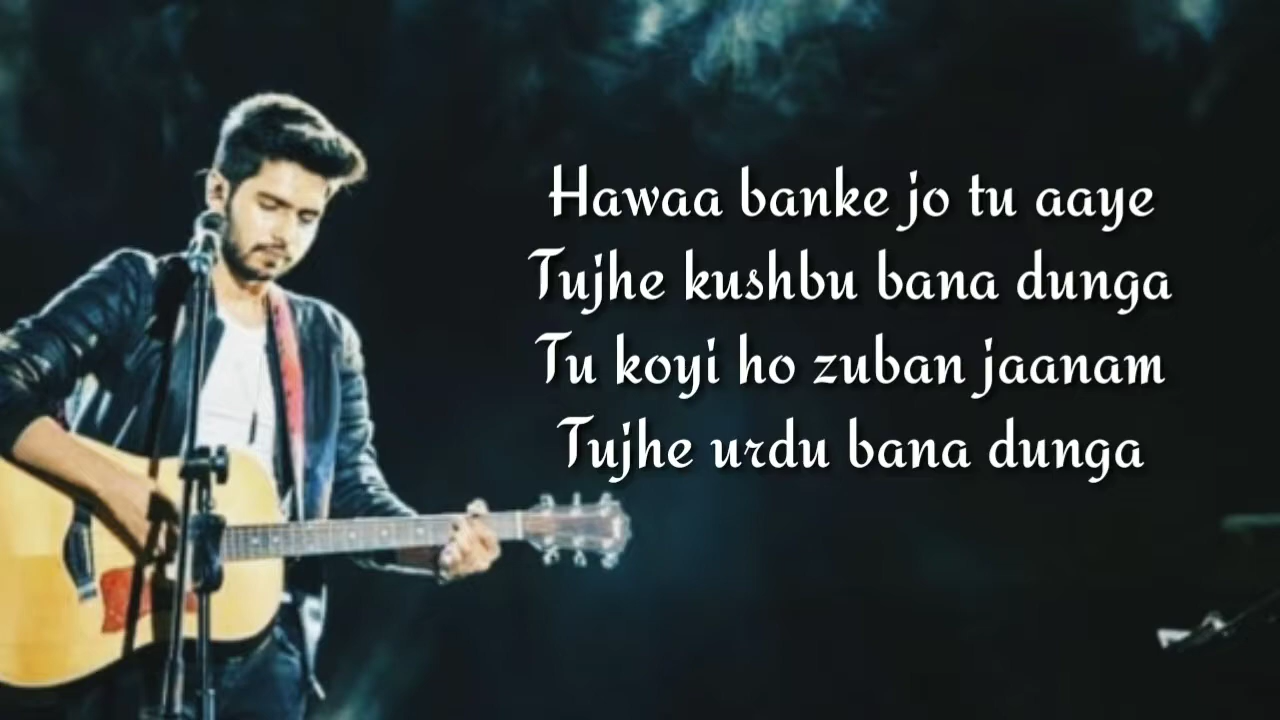 Hawaa banke jo tu aaye
Tujhe kushbu bana dunga
Tu koyi ho zuban jaanam
Tujhe urdu bana dunga